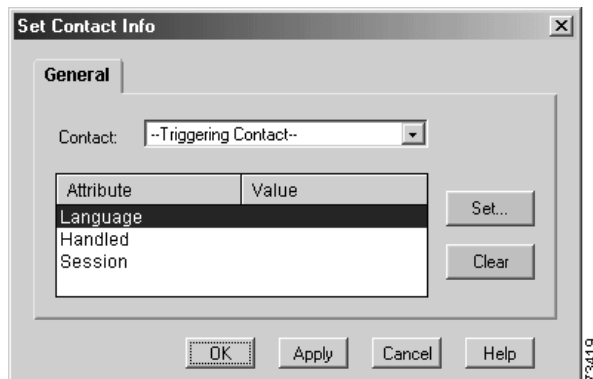 Set Contact Info
General
Contact: --Triggering Contact--
Attribute Value
Language
Handled
Session
Set...
Clear
OK Apply Cancel Help
73419